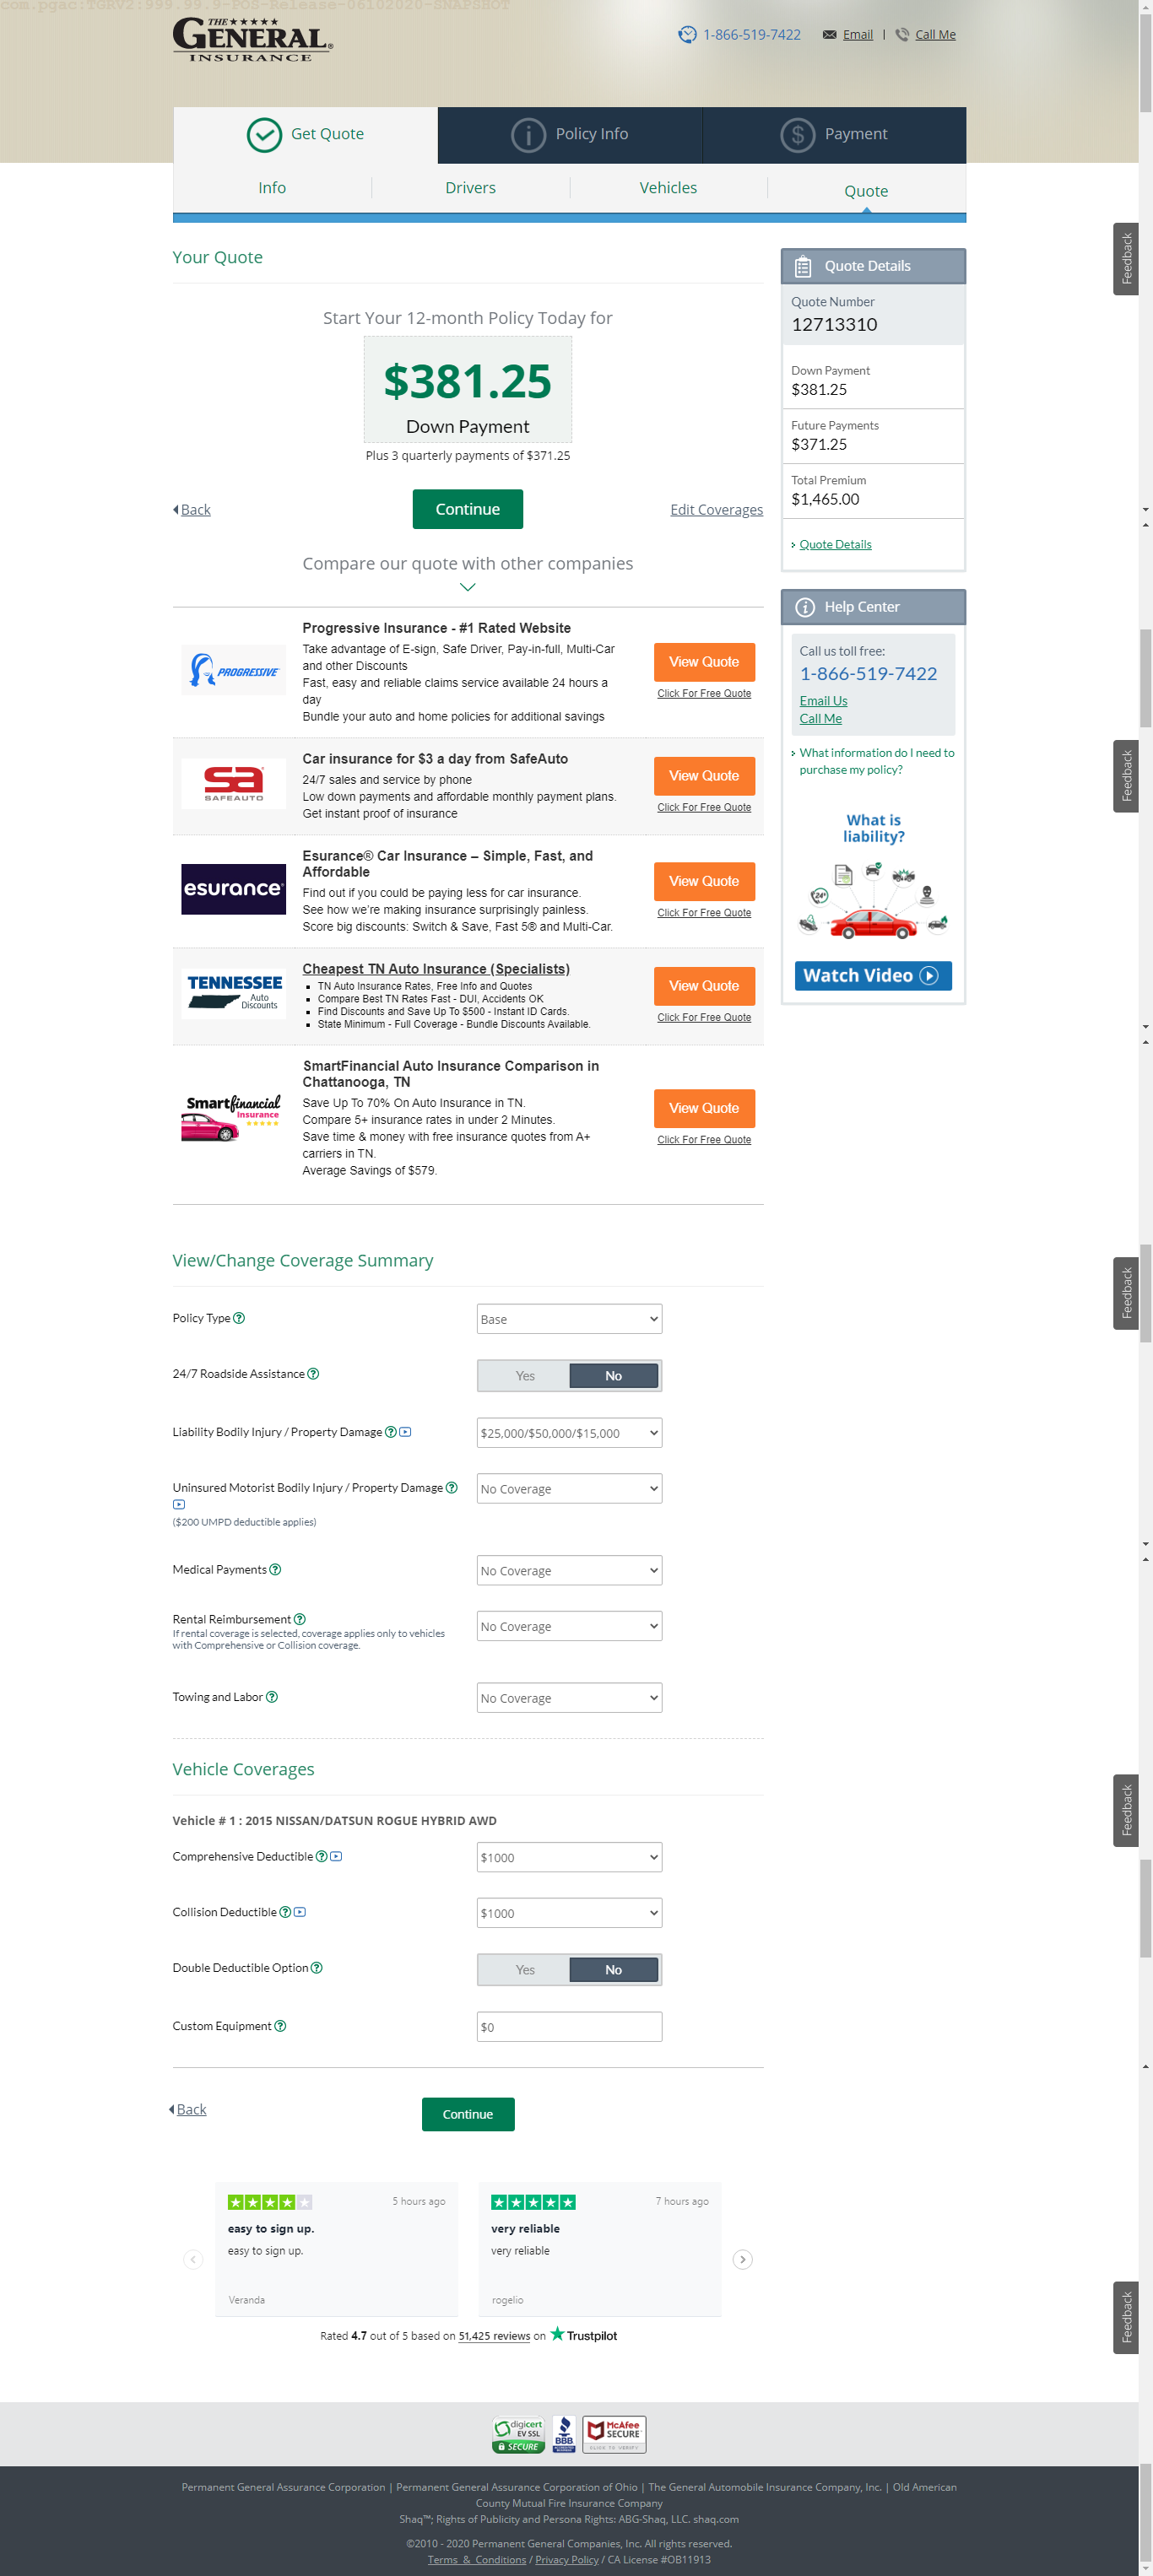 com.pgac:TGRV2:999.99.9-POS-Release-06102020-SNAPSHOT
THE
GENERAL
INSURANCE
1-866-519-7422
Email | Call Me
Get Quote
Policy Info
Payment
Info
Drivers
Vehicles
Quote
Your Quote
Start Your 12-month Policy Today for
$381.25
Down Payment
Plus 3 quarterly payments of $371.25
Back
Continue
Edit Coverages
Compare our quote with other companies
PROGRESSIVE
Progressive Insurance - #1 Rated Website
Take advantage of E-sign, Safe Driver, Pay-in-full, Multi-Car
and other Discounts
Fast, easy and reliable claims service available 24 hours a
day
Bundle your auto and home policies for additional savings
View Quote
Click For Free Quote
sa
SAFEAUTO
Car insurance for $3 a day from SafeAuto
24/7 sales and service by phone
Low down payments and affordable monthly payment plans.
Get instant proof of insurance
View Quote
Click For Free Quote
esurance®
Esurance® Car Insurance – Simple, Fast, and
Affordable
Find out if you could be paying less for car insurance.
See how we're making insurance surprisingly painless.
Score big discounts: Switch & Save, Fast 5® and Multi-Car.
View Quote
Click For Free Quote
TENNESSEE
Auto
Discounts
Cheapest TN Auto Insurance (Specialists)
TN Auto Insurance Rates, Free Info and Quotes
Compare Best TN Rates Fast - DUI, Accidents OK
Find Discounts and Save Up To $500 - Instant ID Cards.
State Minimum - Full Coverage - Bundle Discounts Available.
View Quote
Click For Free Quote
Smartfinancial
Insurance
SmartFinancial Auto Insurance Comparison in
Chattanooga, TN
Save Up To 70% On Auto Insurance in TN.
Compare 5+ insurance rates in under 2 Minutes.
Save time & money with free insurance quotes from A+
carriers in TN.
Average Savings of $579.
View Quote
Click For Free Quote
Quote Details
Quote Number
12713310
Down Payment
$381.25
Future Payments
$371.25
Total Premium
$1,465.00
Quote Details
Help Center
Call us toll free:
1-866-519-7422
Email Us
Call Me
What information do I need to
purchase my policy?
What is
liability?
24hr
Watch Video
Feedback
Feedback
Feedback
Feedback
Feedback
View/Change Coverage Summary
Policy Type
Base
24/7 Roadside Assistance
Yes
No
Liability Bodily Injury / Property Damage
$25,000/$50,000/$15,000
Uninsured Motorist Bodily Injury / Property Damage
($200 UMPD deductible applies)
No Coverage
Medical Payments
No Coverage
Rental Reimbursement
If rental coverage is selected, coverage applies only to vehicles
with Comprehensive or Collision coverage.
No Coverage
Towing and Labor
No Coverage
Vehicle Coverages
Vehicle # 1 : 2015 NISSAN/DATSUN ROGUE HYBRID AWD
Comprehensive Deductible
$1000
Collision Deductible
$1000
Double Deductible Option
Yes
No
Custom Equipment
$0
Back
Continue
5 hours ago
easy to sign up.
easy to sign up.
Veranda
7 hours ago
very reliable
very reliable
rogelio
Rated 4.7 out of 5 based on 51,425 reviews on Trustpilot
digicert
EV SSL
SECURE
BBB
McAfee
SECURE
CLICK TO VERIFY
Permanent General Assurance Corporation | Permanent General Assurance Corporation of Ohio | The General Automobile Insurance Company, Inc. | Old American
County Mutual Fire Insurance Company
Shaq™; Rights of Publicity and Persona Rights: ABG-Shaq, LLC. shaq.com
©2010 - 2020 Permanent General Companies, Inc. All rights reserved.
Terms & Conditions / Privacy Policy / CA License #OB11913